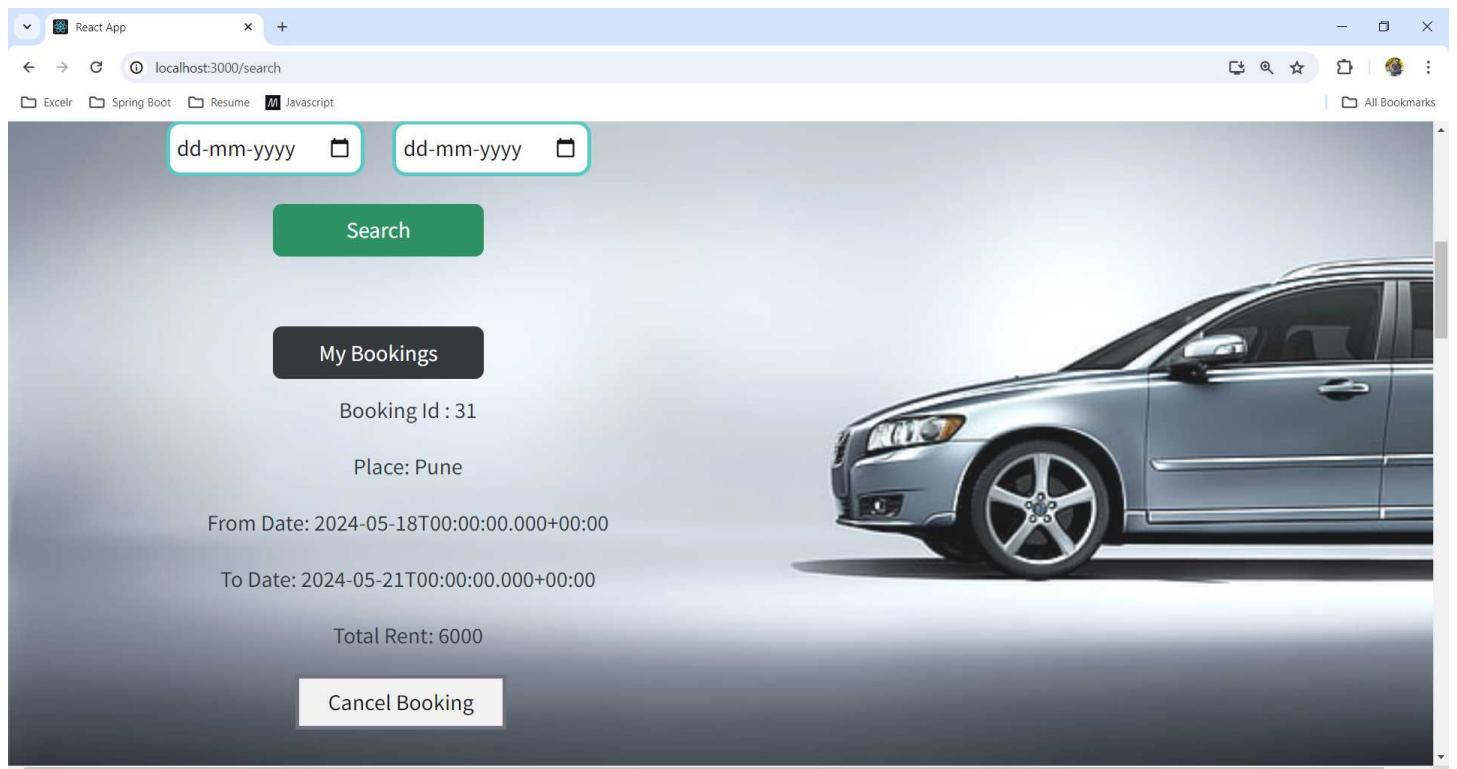 React App
localhost:3000/search
Excelr Spring Boot Resume Javascript All Bookmarks
dd-mm-yyyy dd-mm-yyyy
Search
My Bookings
Booking Id : 31
Place: Pune
From Date: 2024-05-18T00:00:00.000+00:00
To Date: 2024-05-21T00:00:00.000+00:00
Total Rent: 6000
Cancel Booking